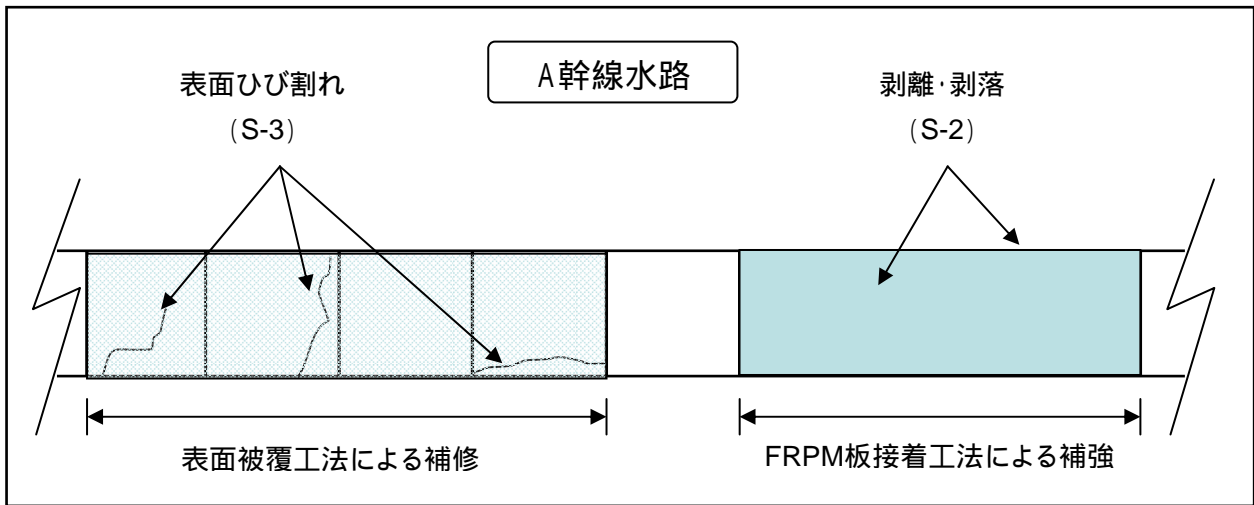 A幹線水路
表面ひび割れ
(S-3)
剥離･剥落
(S-2)
表面被覆工法による補修
FRPM板接着工法による補強